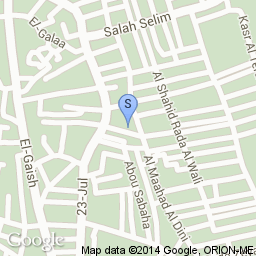 El-Galaa
Salah Selim
Kasr Al Te
S
Al Shahid Rada Al Wali
El-Gaish
23-Jul
Abou Sabaha
Al Maahad Al Dini
Google
Map data ©2014 Google, ORION-ME